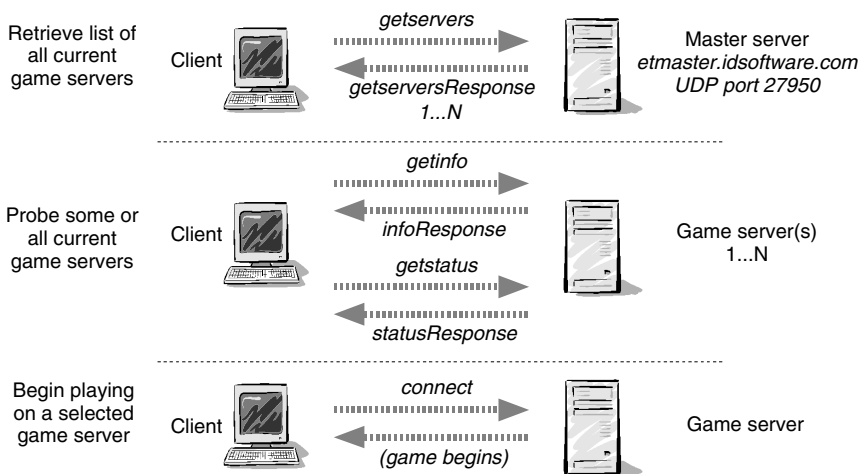 Retrieve list of
all current
game servers
Client
getservers
getserversResponse
1...N
Master server
etmaster.idsoftware.com
UDP port 27950
Probe some or
all current
game servers
Client
getinfo
infoResponse
getstatus
statusResponse
Game server(s)
1...N
Begin playing
on a selected
game server
Client
connect
(game begins)
Game server